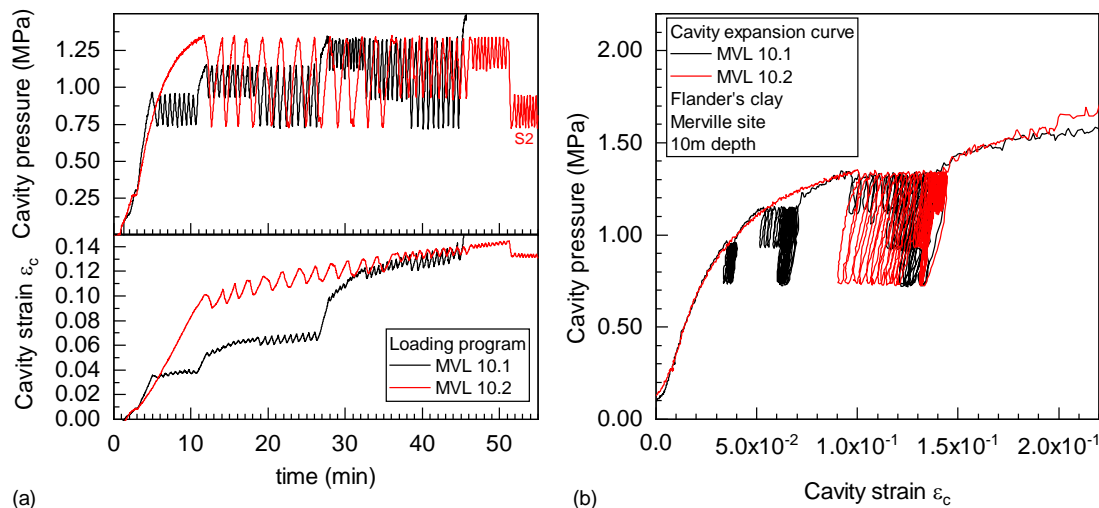 Cavity pressure (MPa)
1.25
1.00
0.75
0.50
0.25
0.00
S2
Cavity strain εc
0.14
0.12
0.10
0.08
0.06
0.04
0.02
0.00
Loading program
MVL 10.1
MVL 10.2
0 10 20 30 40 50
time (min)
(a)
Cavity pressure (MPa)
2.00
1.50
1.00
0.50
0.00
Cavity expansion curve
MVL 10.1
MVL 10.2
Flander's clay
Merville site
10m depth
0.0 5.0x10-2 1.0x10-1 1.5x10-1 2.0x10-1
Cavity strain εc
(b)